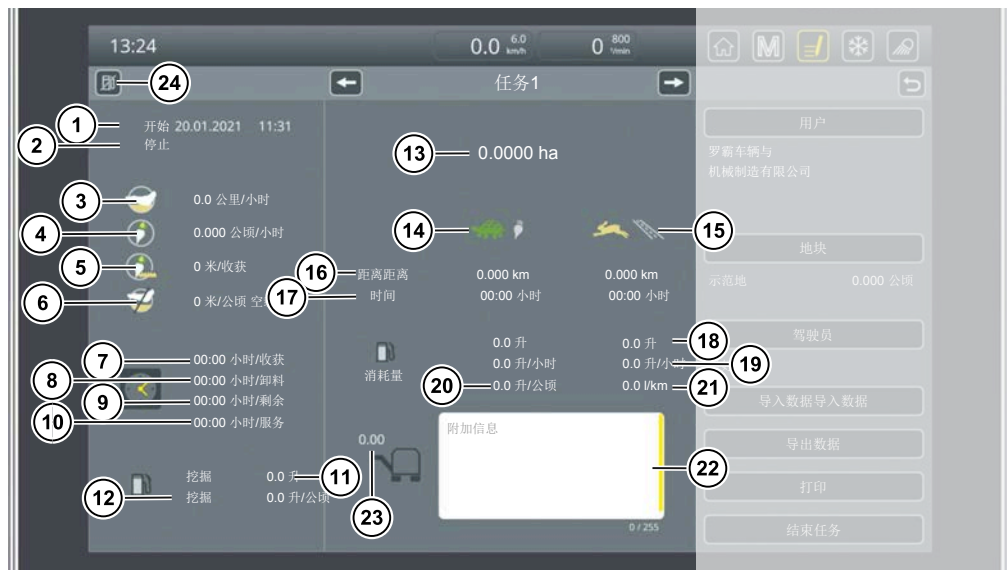 13:24
0.0 6.0 km/h
0 800 1/min
M
24
任务1
1 开始 20.01.2021 11:31
2 停止
用户
罗霸车辆与
机械制造有限公司
13 0.0000 ha
3 0.0 公里/小时
4 0.000 公顷/小时
5 0 米/收获
6 0 米/公顷 空
14
15
地块
示范地 0.000 公顷
16 距离距离 0.000 km 0.000 km
17 时间 00:00 小时 00:00 小时
驾驶员
7 00:00 小时/收获
8 00:00 小时/卸料
9 00:00 小时/剩余
10 00:00 小时/服务
消耗量
0.0 升 0.0 升 18
0.0 升/小时 0.0 升/小时 19
20 0.0 升/公顷 0.0 l/km 21
导入数据导入数据
导出数据
打印
结束任务
挖掘 0.0 升 11
12 挖掘 0.0 升/公顷
0.00
23
附加信息
22
0 / 255